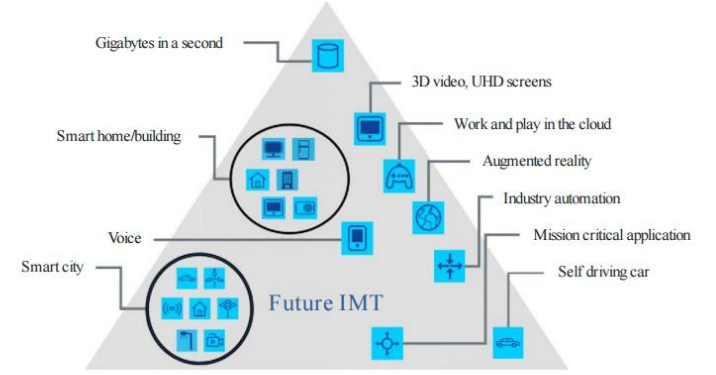 Gigabytes in a second
3D video, UHD screens
Work and play in the cloud
Smart home/building
Augmented reality
Industry automation
Mission critical application
Voice
Smart city
Self driving car
Future IMT